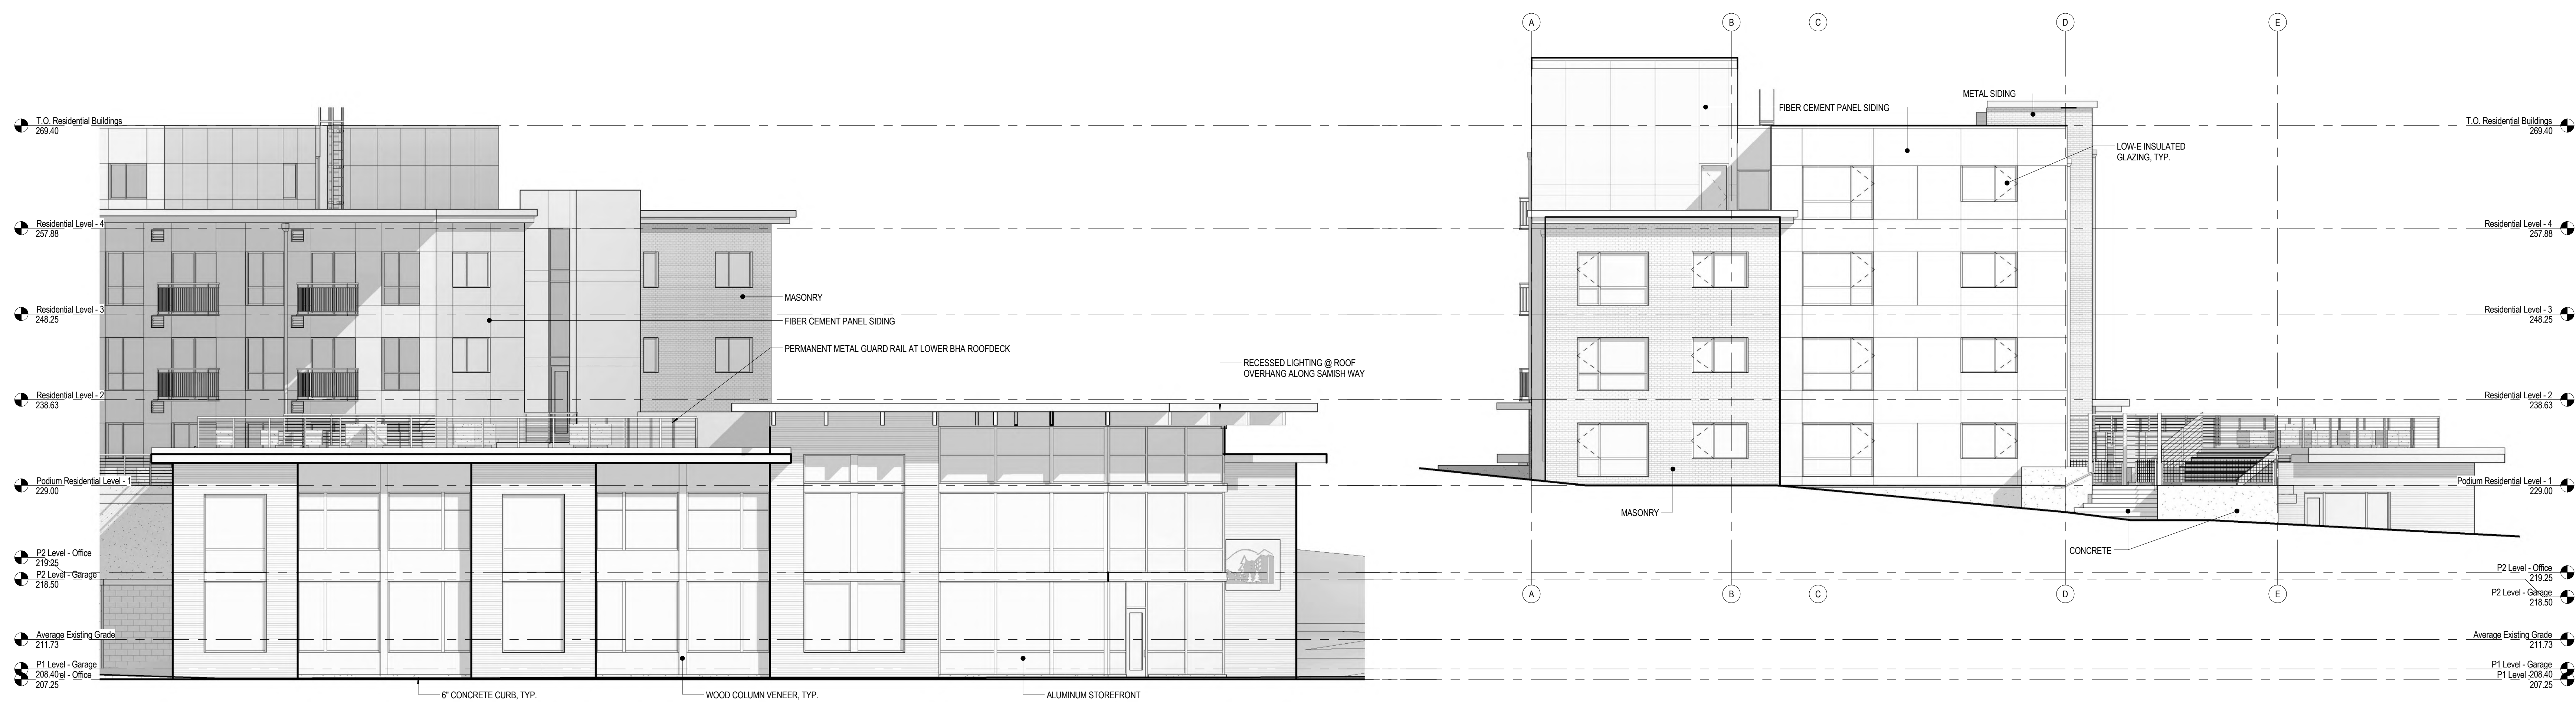 T.O. Residential Buildings
269.40
Residential Level - 4
257.88
Residential Level - 3
248.25
Residential Level - 2
238.63
Podium Residential Level - 1
229.00
P2 Level - Office
219.25
P2 Level - Garage
218.50
Average Existing Grade
211.73
P1 Level - Garage
208.40
el - Office
207.25
MASONRY
FIBER CEMENT PANEL SIDING
PERMANENT METAL GUARD RAIL AT LOWER BHA ROOFDECK
RECESSED LIGHTING @ ROOF
OVERHANG ALONG SAMISH WAY
6" CONCRETE CURB, TYP.
WOOD COLUMN VENEER, TYP.
ALUMINUM STOREFRONT
A
B
C
D
E
FIBER CEMENT PANEL SIDING
METAL SIDING
LOW-E INSULATED
GLAZING, TYP.
MASONRY
CONCRETE
A
B
C
D
E
T.O. Residential Buildings
269.40
Residential Level - 4
257.88
Residential Level - 3
248.25
Residential Level - 2
238.63
Podium Residential Level - 1
229.00
P2 Level - Office
219.25
P2 Level - Garage
218.50
Average Existing Grade
211.73
P1 Level - Garage
P1 Level 208.40
207.25